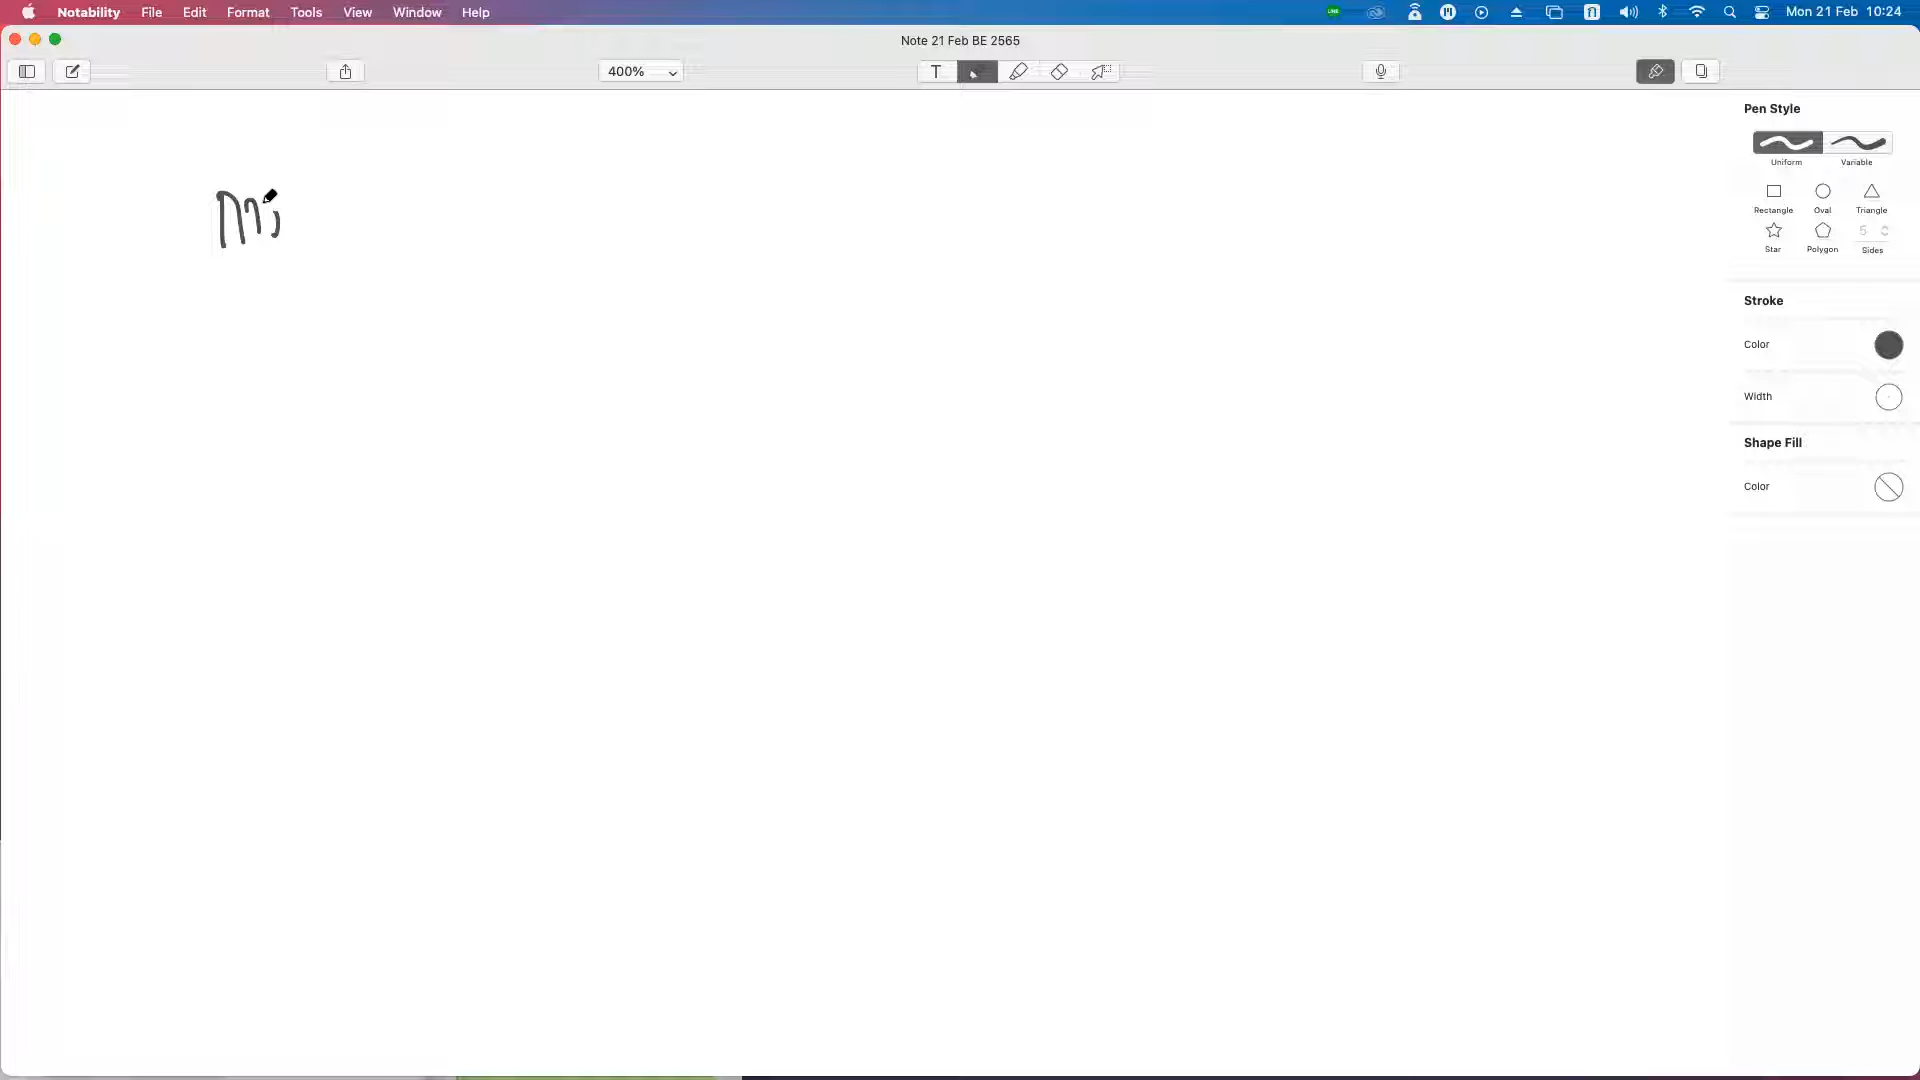 Notability File Edit Format Tools View Window Help Mon 21 Feb 10:24
Note 21 Feb BE 2565
400% T
Pen Style
Uniform Variable
Rectangle Oval Triangle
5
Star Polygon Sides
Stroke
Color
Width
Shape Fill
Color